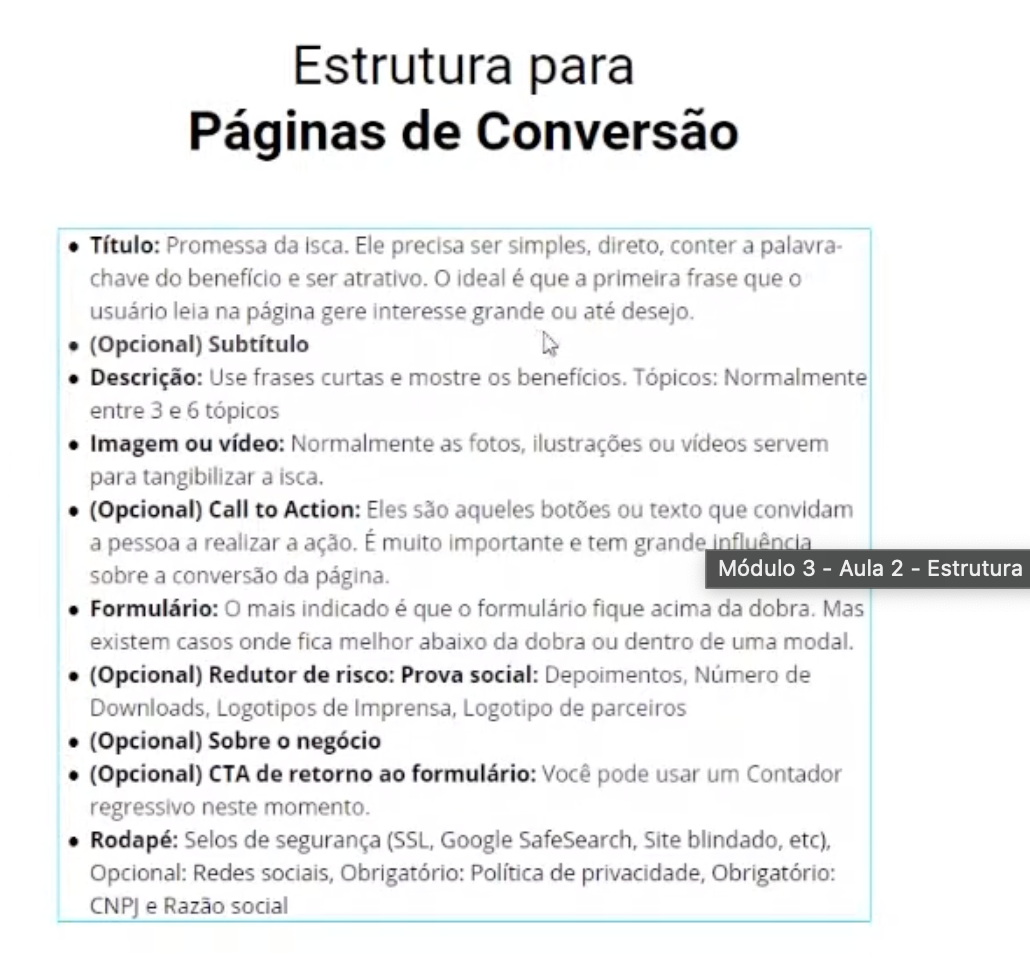 Estrutura para
Páginas de Conversão
• Título: Promessa da isca. Ele precisa ser simples, direto, conter a palavra-
chave do benefício e ser atrativo. O ideal é que a primeira frase que o
usuário leia na página gere interesse grande ou até desejo.
• (Opcional) Subtítulo
• Descrição: Use frases curtas e mostre os benefícios. Tópicos: Normalmente
entre 3 e 6 tópicos
• Imagem ou vídeo: Normalmente as fotos, ilustrações ou vídeos servem
para tangibilizar a isca.
• (Opcional) Call to Action: Eles são aqueles botões ou texto que convidam
a pessoa a realizar a ação. É muito importante e tem grande influência
sobre a conversão da página.
Módulo 3 - Aula 2 - Estrutura
• Formulário: O mais indicado é que o formulário fique acima da dobra. Mas
existem casos onde fica melhor abaixo da dobra ou dentro de uma modal.
• (Opcional) Redutor de risco: Prova social: Depoimentos, Número de
Downloads, Logotipos de Imprensa, Logotipo de parceiros
• (Opcional) Sobre o negócio
• (Opcional) CTA de retorno ao formulário: Você pode usar um Contador
regressivo neste momento.
• Rodapé: Selos de segurança (SSL, Google SafeSearch, Site blindado, etc),
Opcional: Redes sociais, Obrigatório: Política de privacidade, Obrigatório:
CNPJ e Razão social